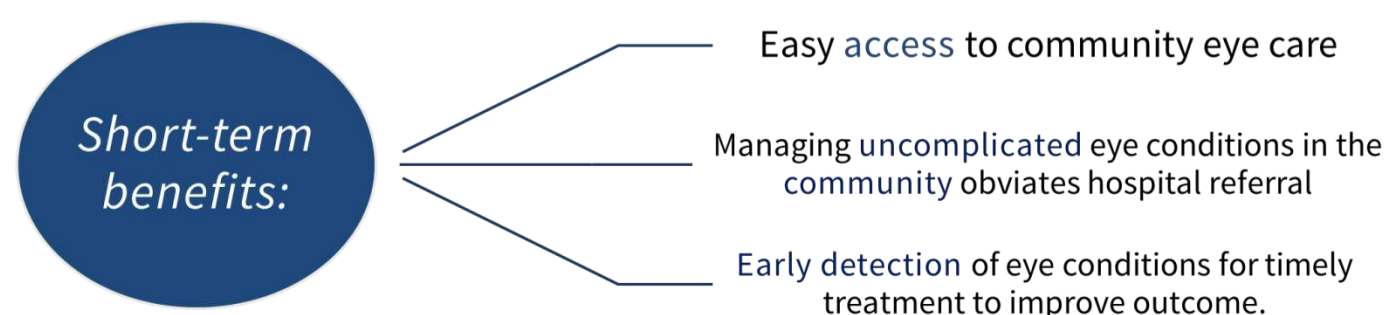 Short-term
benefits:
Easy access to community eye care
Managing uncomplicated eye conditions in the
community obviates hospital referral
Early detection of eye conditions for timely
treatment to improve outcome.